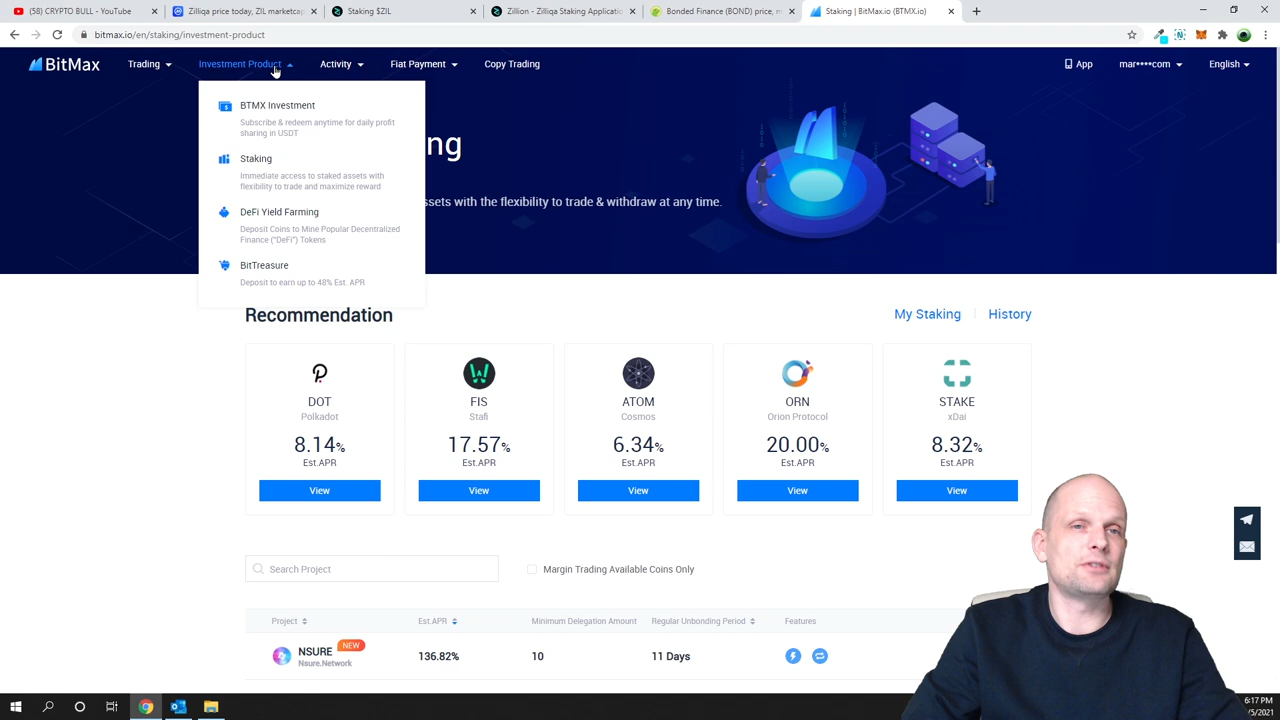 (58) CRYPTO BULL - YouTube
Zilliqa price today, ZIL marketcap
Staking $ZIL
Zillion - Zilliqa Staking Application
Bonded Finance (BOND) price, m
Staking | BitMax.io (BTMX.io)
bitmax.io/en/staking/investment-product
BitMax
Trading
Investment Product
Activity
Fiat Payment
Copy Trading
App
mar****com
English
BTMX Investment
Subscribe & redeem anytime for daily profit
sharing in USDT
Staking
Immediate access to staked assets with
flexibility to trade and maximize reward
DeFi Yield Farming
Deposit Coins to Mine Popular Decentralized
Finance ("DeFi") Tokens
BitTreasure
Deposit to earn up to 48% Est. APR
ng
ssets with the flexibility to trade & withdraw at any time.
Recommendation
My Staking | History
DOT
Polkadot
8.14%
Est.APR
View
FIS
Stafi
17.57%
Est.APR
View
ATOM
Cosmos
6.34%
Est.APR
View
ORN
Orion Protocol
20.00%
Est.APR
View
STAKE
xDai
8.32%
Est.APR
View
Search Project
Margin Trading Available Coins Only
Project Est.APR Minimum Delegation Amount Regular Unbonding Period Features
NSURE NEW
Nsure.Network
136.82% 10 11 Days
6:17 PM
/5/2021